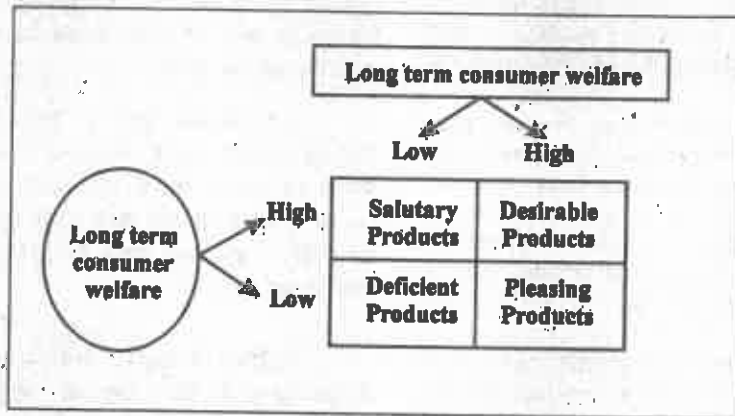 Long term consumer welfare
Low High
High Salutary Desirable
Products Products
Long term
consumer
welfare
Low Deficient Pleasing
Products Products